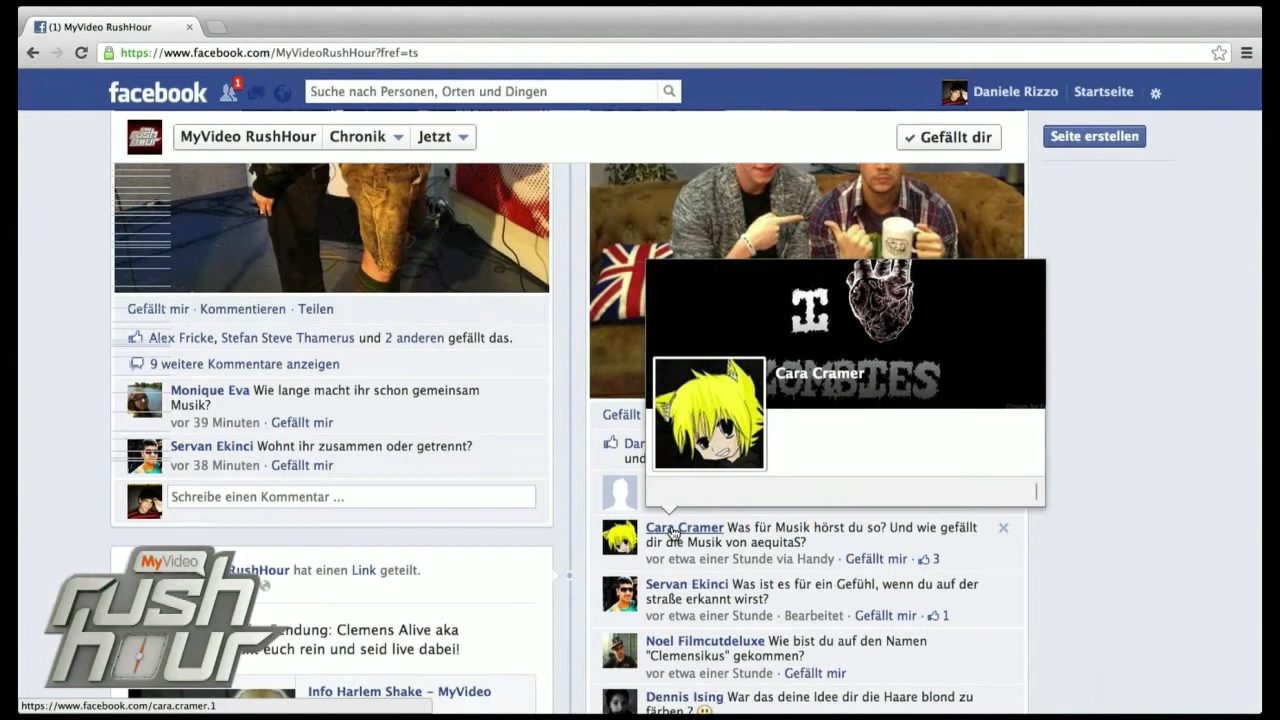 (1) MyVideo RushHour
https://www.facebook.com/MyVideoRushHour?fref=ts
facebook
1
Suche nach Personen, Orten und Dingen
Daniele Rizzo
Startseite
MyVideo RushHour
Chronik
Jetzt
Gefällt dir
Seite erstellen
Gefällt mir · Kommentieren · Teilen
Alex Fricke, Stefan Steve Thamerus und 2 anderen gefällt das.
9 weitere Kommentare anzeigen
Monique Eva Wie lange macht ihr schon gemeinsam
Musik?
vor 39 Minuten · Gefällt mir
Servan Ekinci Wohnt ihr zusammen oder getrennt?
vor 38 Minuten · Gefällt mir
Schreibe einen Kommentar ...
RushHour hat einen Link geteilt.
endung: Clemens Alive aka
euch rein und seid live dabei!
Info Harlem Shake – MyVideo
MyVideo
rush
hour
https://www.facebook.com/cara.cramer.1
I
ZOMBIES
Cara Cramer
Gefällt
Dar
und
Cara Cramer Was für Musik hörst du so? Und wie gefällt
dir die Musik von aequitaS?
vor etwa einer Stunde via Handy · Gefällt mir · 3
Servan Ekinci Was ist es für ein Gefühl, wenn du auf der
straße erkannt wirst?
vor etwa einer Stunde · Bearbeitet · Gefällt mir · 1
Noel Filmcutdeluxe Wie bist du auf den Namen
"Clemensikus" gekommen?
vor etwa einer Stunde · Gefällt mir
Dennis Ising War das deine Idee dir die Haare blond zu
färben ?